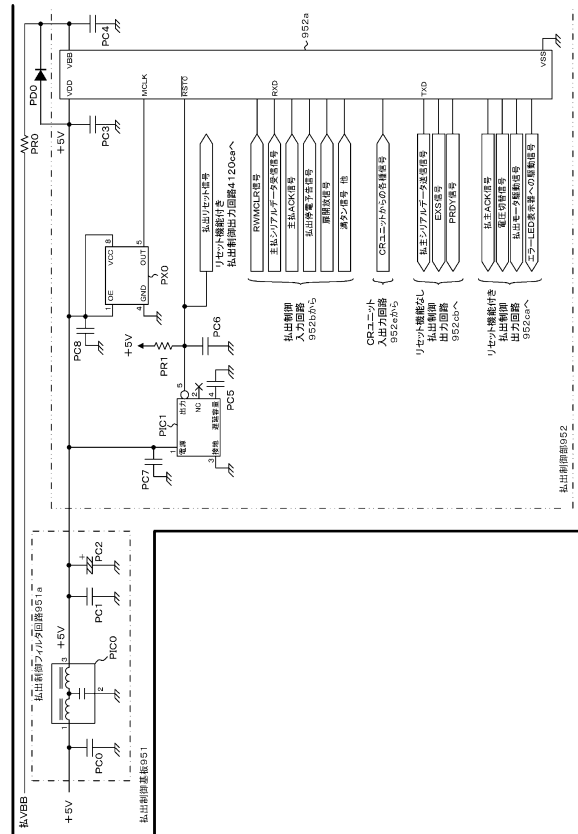 払VBB
+5V
払出制御基板951
払出制御フィルタ回路951a
PC0
1
2
3
PIC0
+5V
PC1
+
PC2
払出制御部952
PR0
PD0
PC4
PC3
+5V
952a
VDD
VBB
MCLK
RST0
RXD
TXD
VSS
PC8
1
OE
VCC
8
4
GND
OUT
5
PX0
PC7
PIC1
1
電源
出力
5
NC
2
3
接地
遅延容量
4
PC5
PC6
PR1
+5V
払出リセット信号
リセット機能付き
払出制御出力回路4120caへ
RWMCLR信号
主払シリアルデータ受信信号
主払ACK信号
払出停電予告信号
扉開放信号
満タン信号 他
払出制御
入力回路
952bから
CRユニットからの各種信号
CRユニット
入出力回路
952eから
払主シリアルデータ送信信号
EXS信号
PRDY信号
リセット機能なし
払出制御
出力回路
952cbへ
払主ACK信号
電圧切替信号
払出モータ駆動信号
エラーLED表示器への駆動信号
リセット機能付き
払出制御
出力回路
952caへ